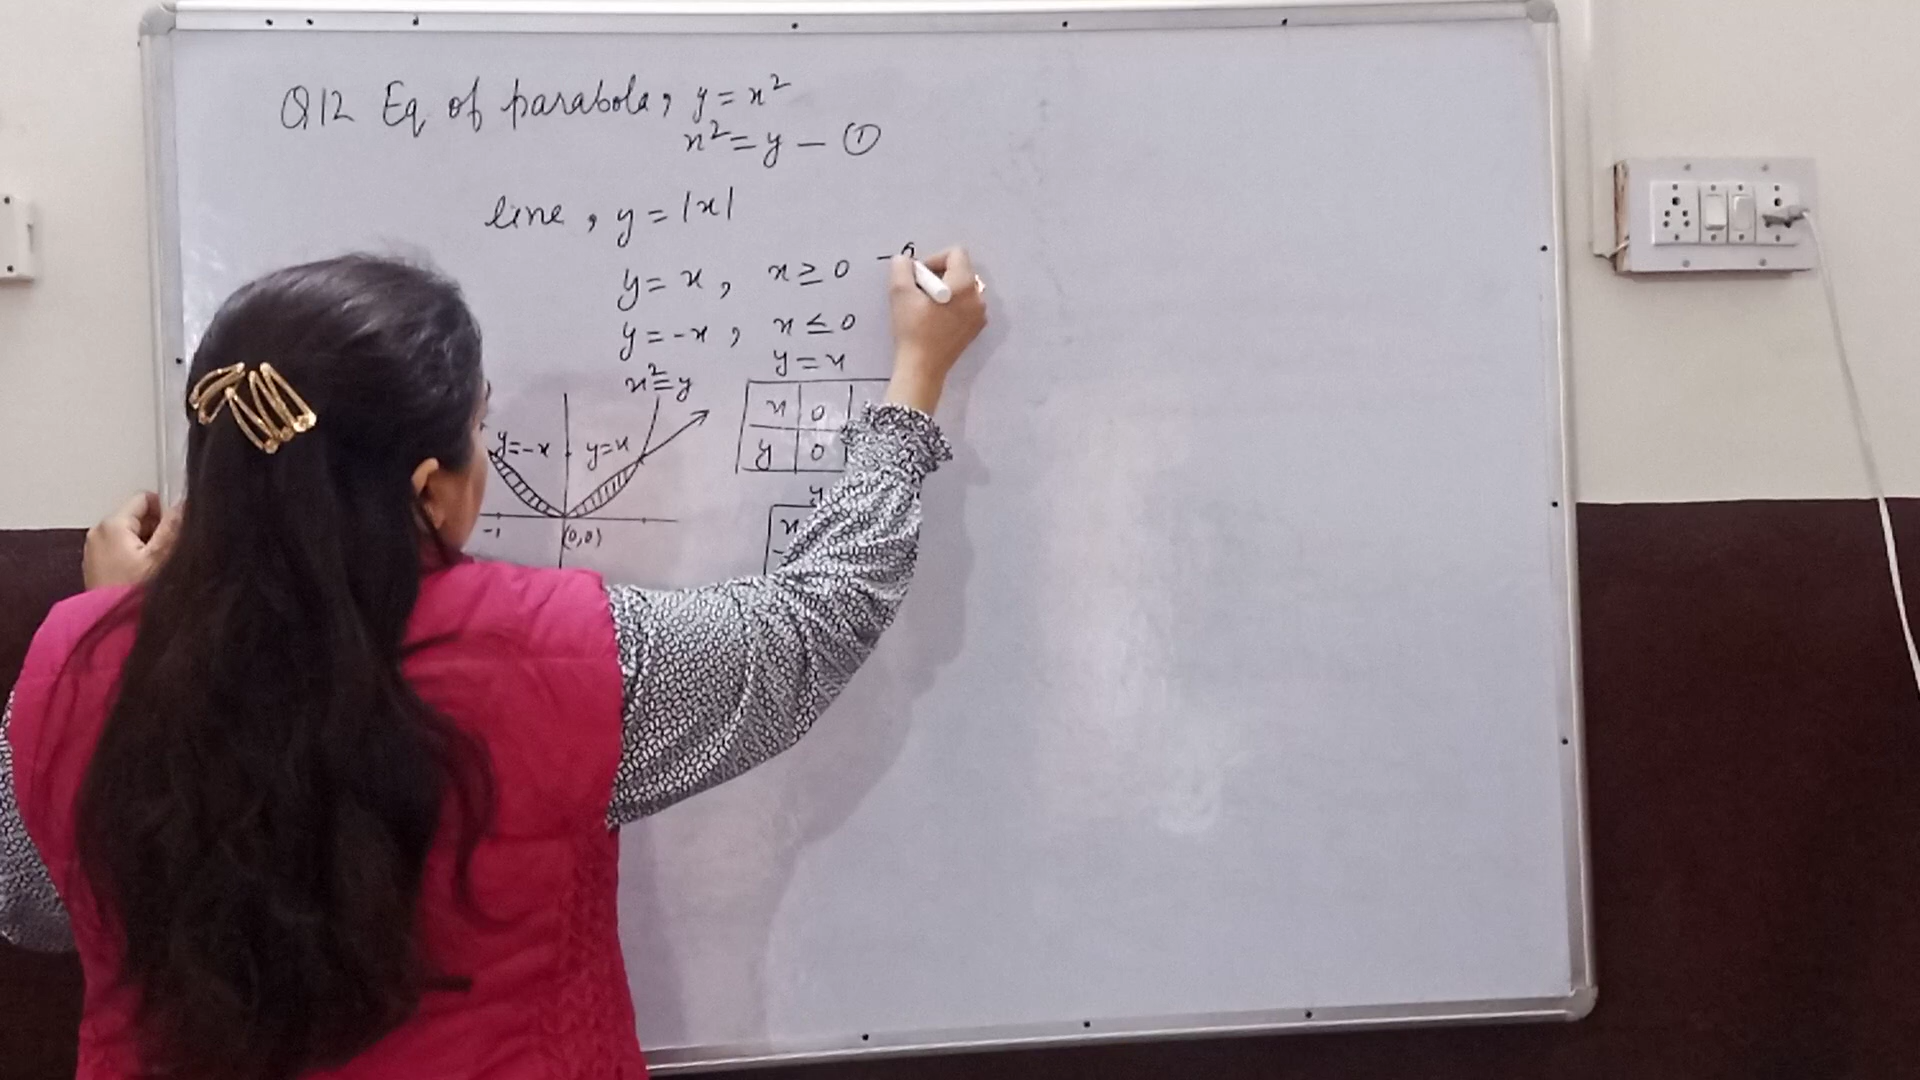 Q12 Eq of parabola, y = x²
x² = y — ①
line, y = |x|
y = x, x ≥ 0 —
y = -x, x ≤ 0
y = x
x² = y
x 0
y 0
y=-x y=x
-1 (0,0)
y
x